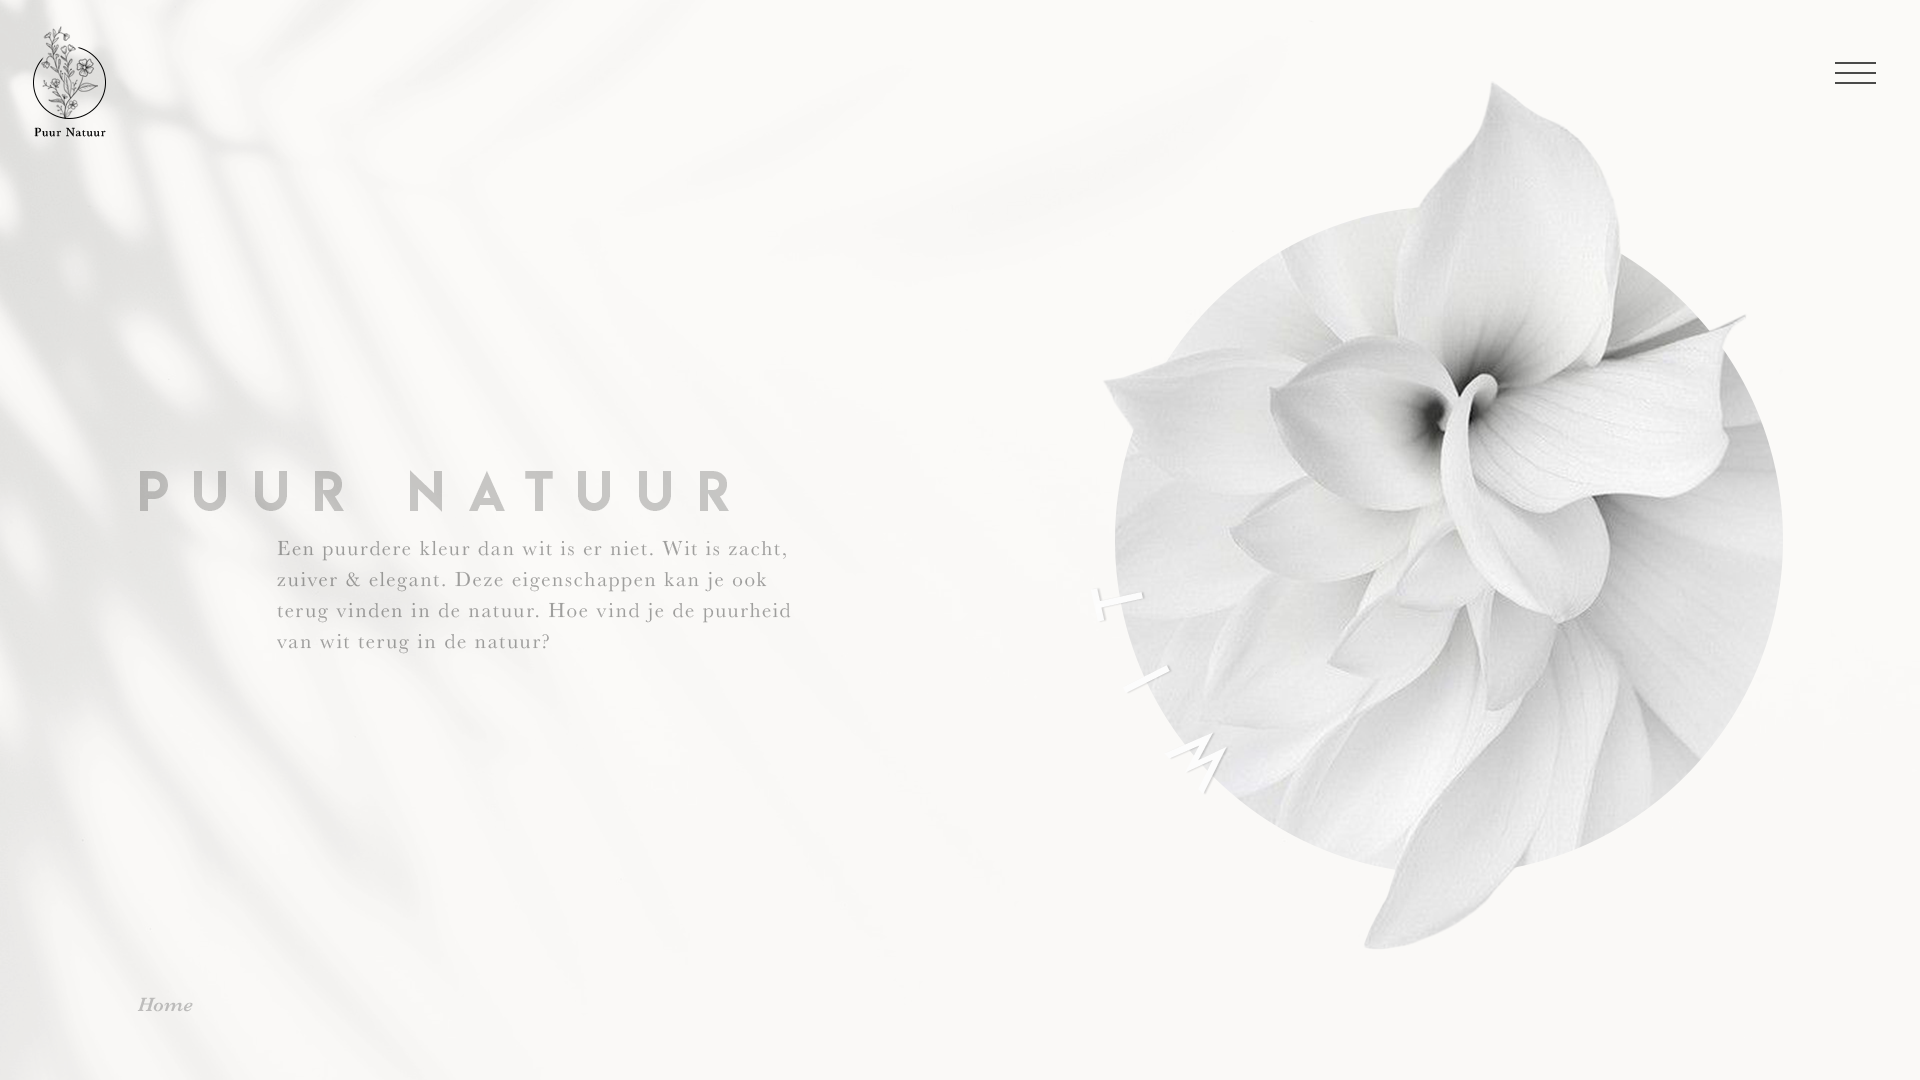 Puur Natuur
PUUR NATUUR
Een puurdere kleur dan wit is er niet. Wit is zacht,
zuiver & elegant. Deze eigenschappen kan je ook
terug vinden in de natuur. Hoe vind je de puurheid
van wit terug in de natuur?
WIT
Home